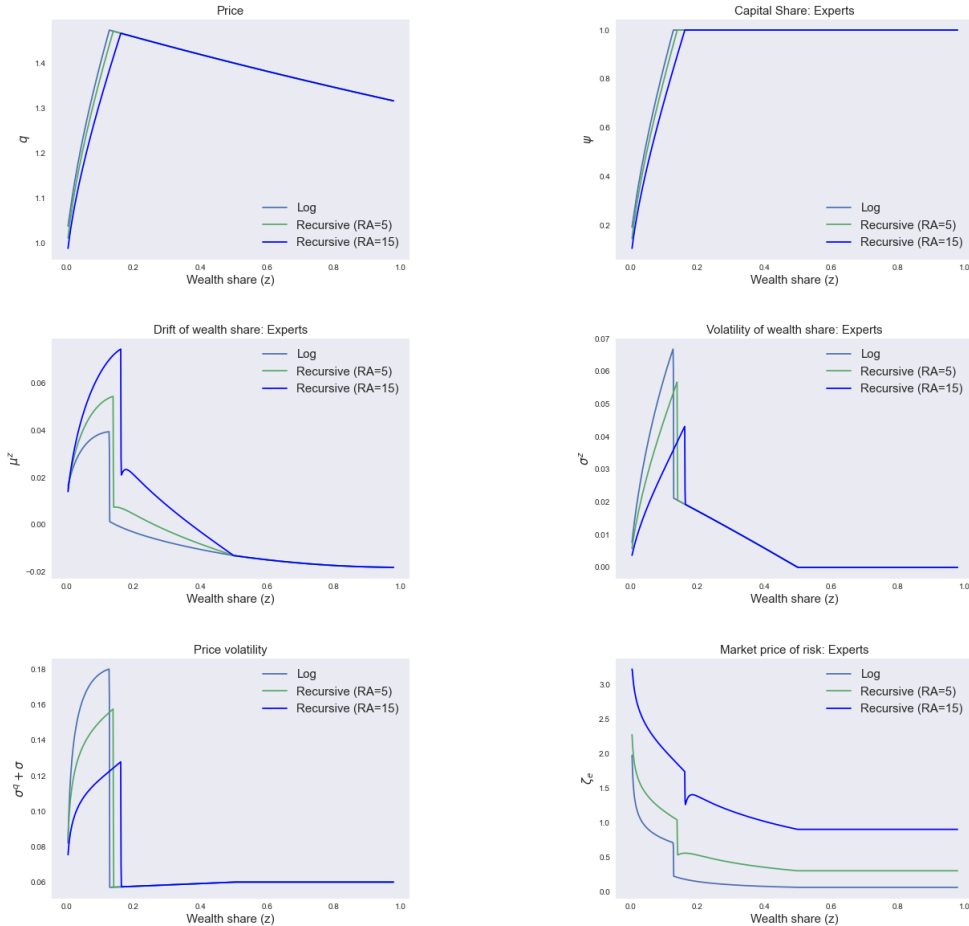 Price
1.4
1.3
1.2
1.1
1.0
q
0.0 0.2 0.4 0.6 0.8 1.0
Wealth share (z)
Log
Recursive (RA=5)
Recursive (RA=15)
Capital Share: Experts
1.0
0.8
0.6
0.4
0.2
ψ
0.0 0.2 0.4 0.6 0.8 1.0
Wealth share (z)
Log
Recursive (RA=5)
Recursive (RA=15)
Drift of wealth share: Experts
0.06
0.04
0.02
0.00
−0.02
μ^z
0.0 0.2 0.4 0.6 0.8 1.0
Wealth share (z)
Log
Recursive (RA=5)
Recursive (RA=15)
Volatility of wealth share: Experts
0.07
0.06
0.05
0.04
0.03
0.02
0.01
0.00
σ^z
0.0 0.2 0.4 0.6 0.8 1.0
Wealth share (z)
Log
Recursive (RA=5)
Recursive (RA=15)
Price volatility
0.18
0.16
0.14
0.12
0.10
0.08
0.06
σ^q + σ
0.0 0.2 0.4 0.6 0.8 1.0
Wealth share (z)
Log
Recursive (RA=5)
Recursive (RA=15)
Market price of risk: Experts
3.0
2.5
2.0
1.5
1.0
0.5
0.0
ζ_e
0.0 0.2 0.4 0.6 0.8 1.0
Wealth share (z)
Log
Recursive (RA=5)
Recursive (RA=15)